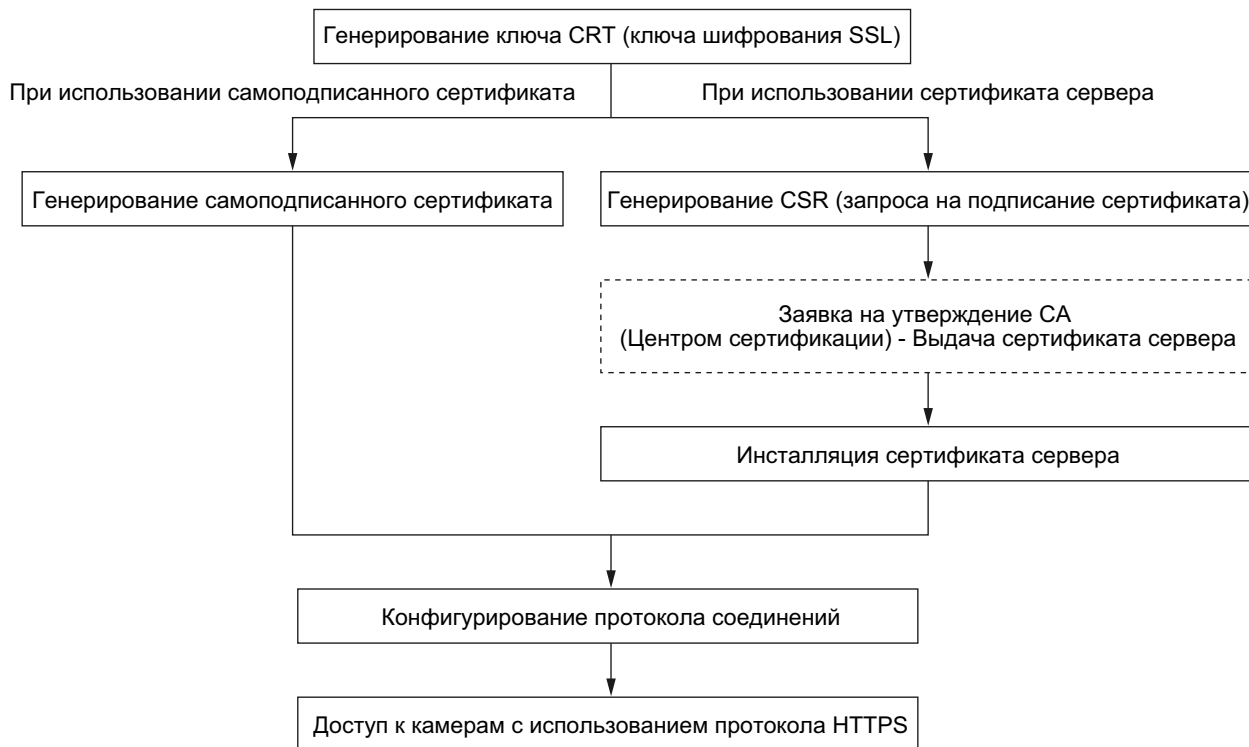 Генерирование ключа CRT (ключа шифрования SSL)
При использовании самоподписанного сертификата
При использовании сертификата сервера
Генерирование самоподписанного сертификата
Генерирование CSR (запроса на подписание сертификата)
Заявка на утверждение CA
(Центром сертификации) - Выдача сертификата сервера
Инсталляция сертификата сервера
Конфигурирование протокола соединений
Доступ к камерам с использованием протокола HTTPS